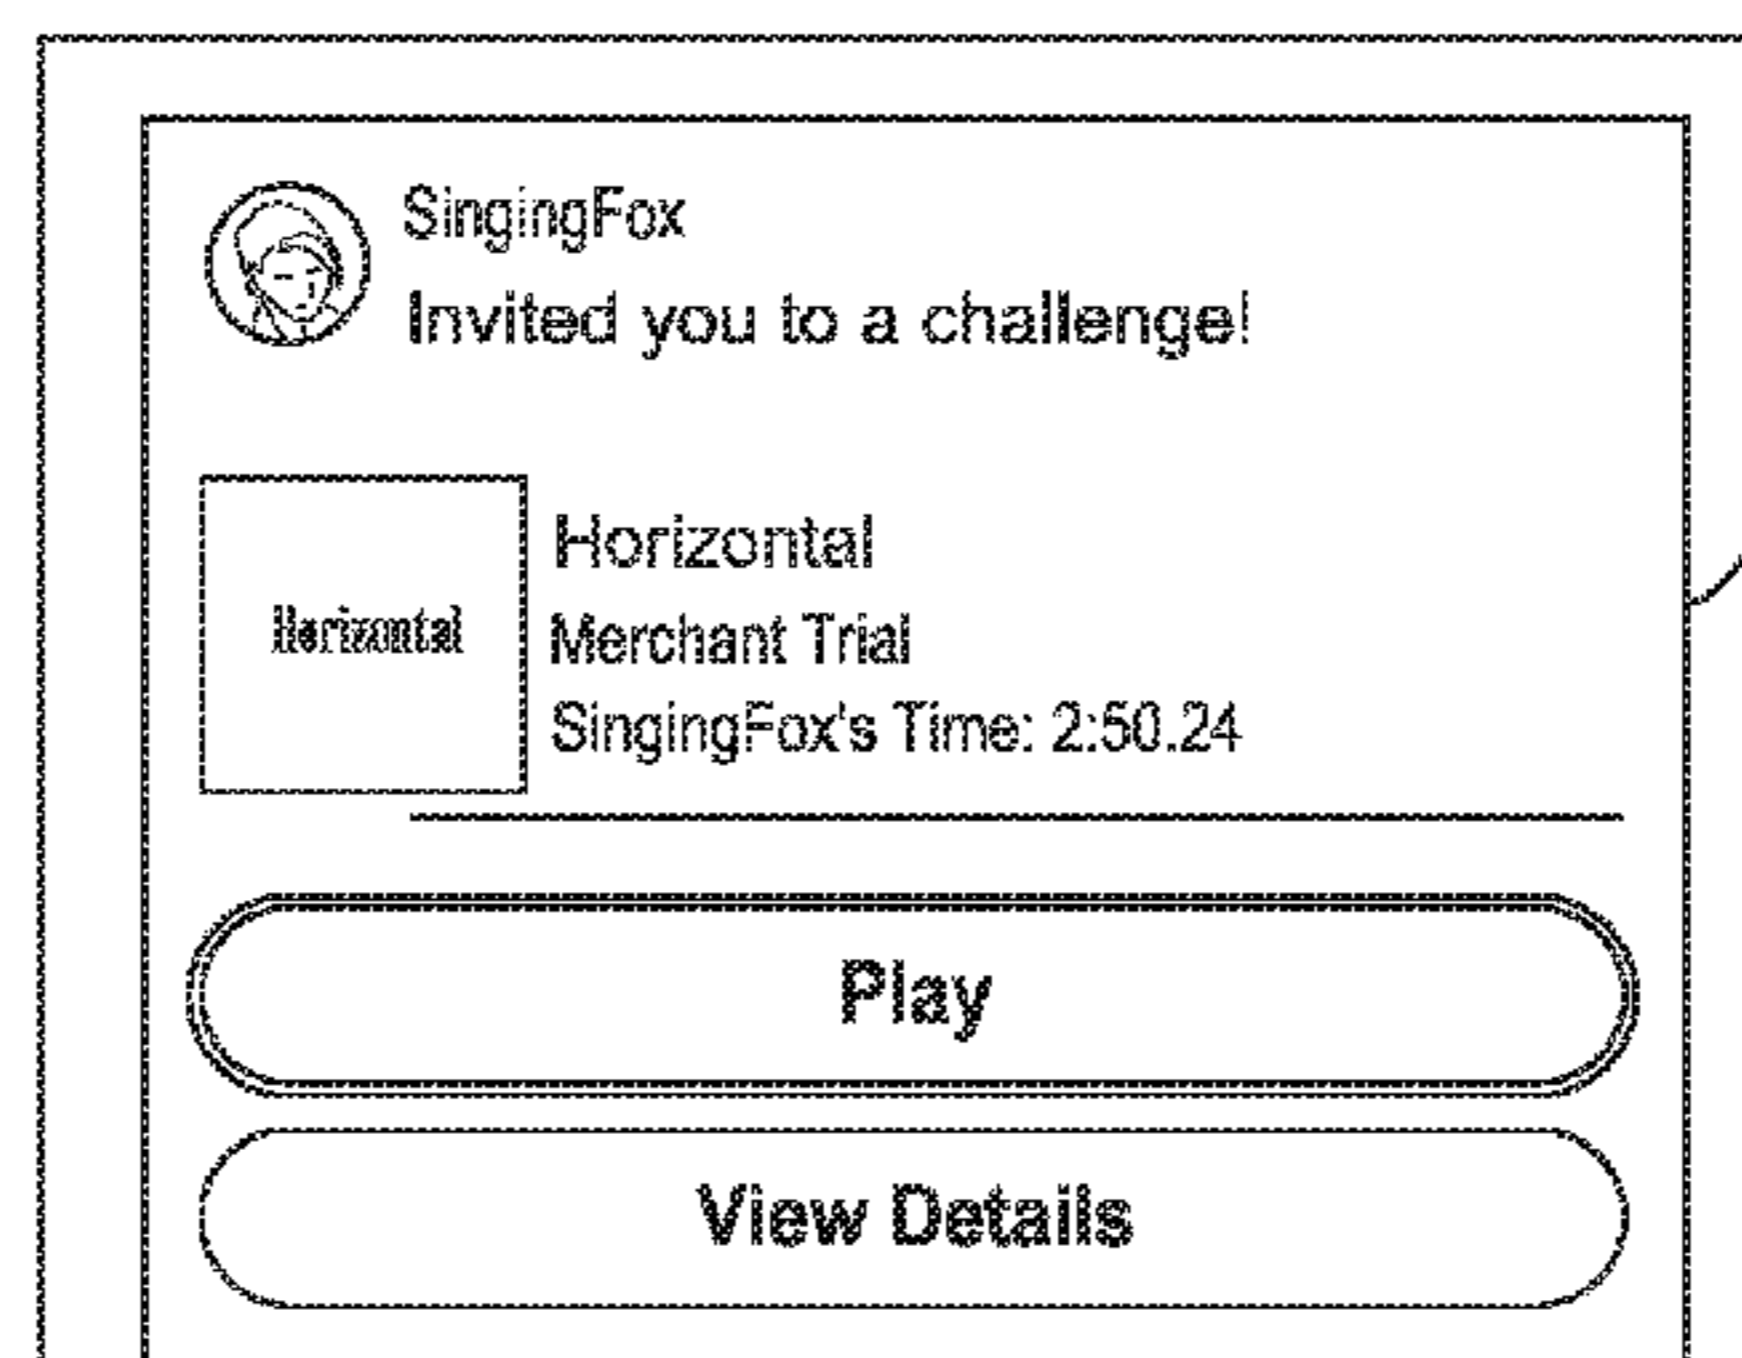 SingingFox
Invited you to a challenge!
Horizontal
Horizontal
Merchant Trial
SingingFox's Time: 2:50.24
Play
View Details